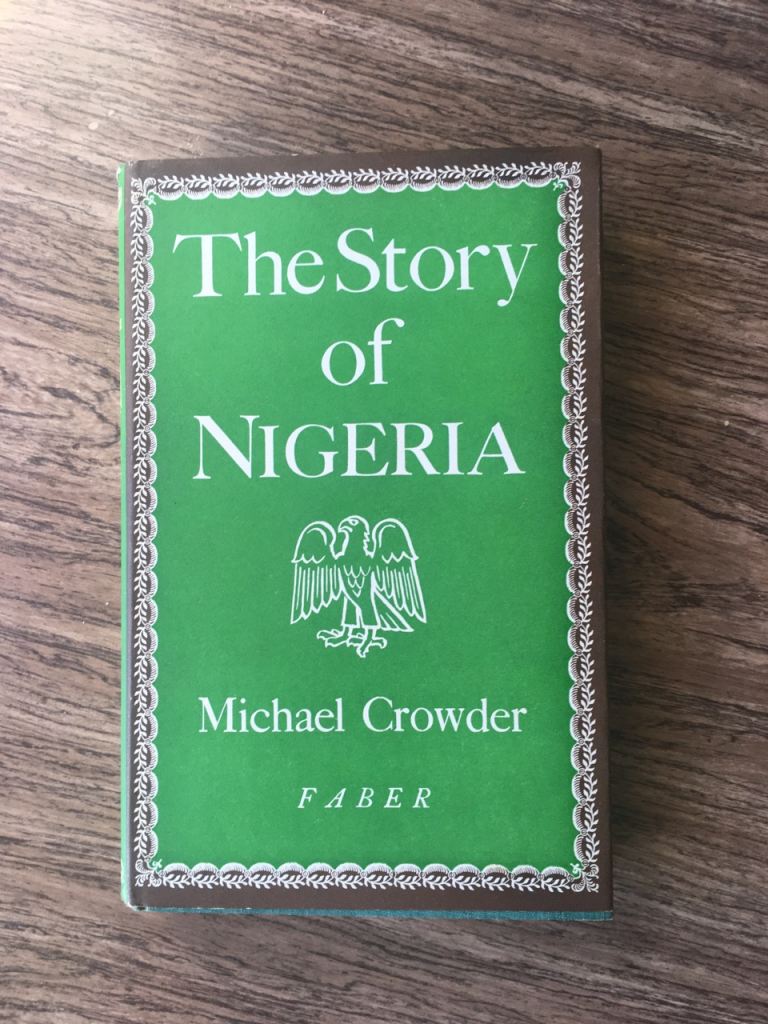 The Story
of
NIGERIA
Michael Crowder
FABER